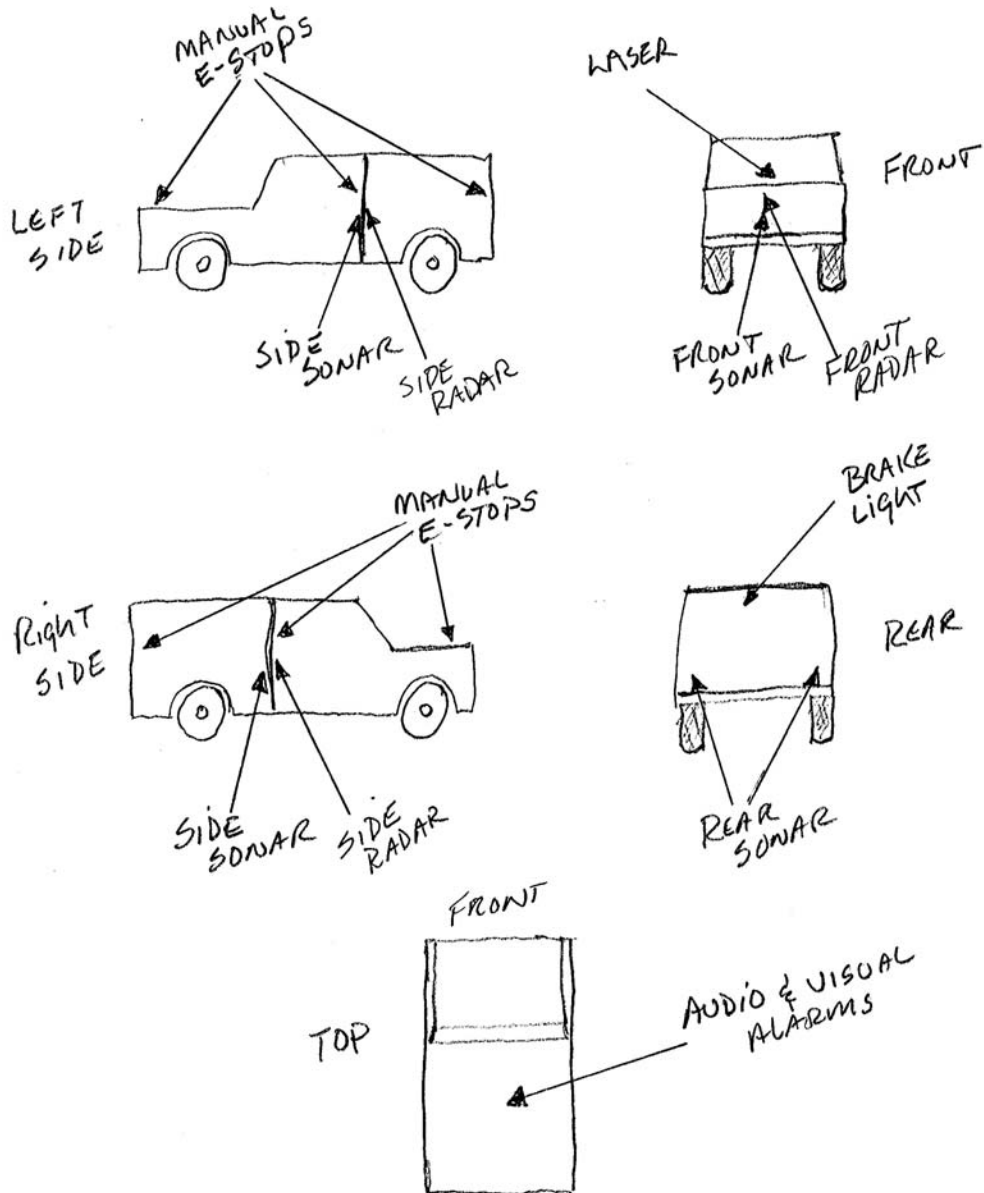 MANUAL
E-STOPS
LASER
LEFT
SIDE
FRONT
SIDE
SONAR
SIDE
RADAR
FRONT
SONAR
FRONT
RADAR
MANUAL
E-STOPS
BRAKE
LIGHT
RIGHT
SIDE
REAR
SIDE
SONAR
SIDE
RADAR
REAR
SONAR
FRONT
TOP
AUDIO & VISUAL
ALARMS